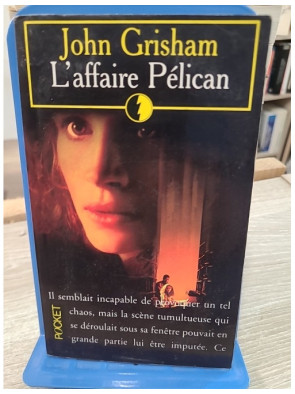 John Grisham
L'affaire Pélican
Il semblait incapable de provoquer un tel
chaos, mais la scène tumultueuse qui
se déroulait sous sa fenêtre pouvait en
grande partie lui être imputée. Ce
POCKET